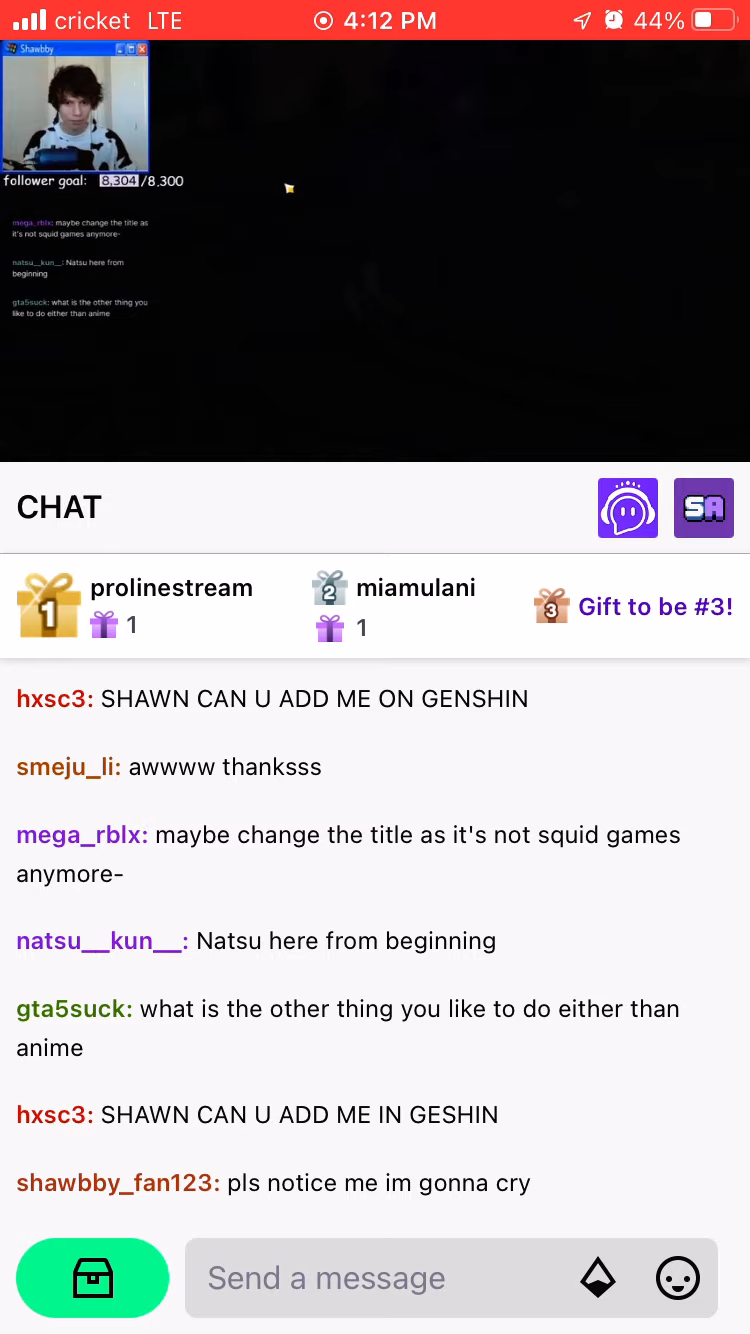 cricket LTE 4:12 PM 44%
Shawbby
follower goal: 8,304/8,300
mega_rblx: maybe change the title as
it's not squid games anymore-
natsu__kun__: Natsu here from
beginning
gta5suck: what is the other thing you
like to do either than anime
CHAT
SA
1 prolinestream
1
2 miamulani
1
3 Gift to be #3!
hxsc3: SHAWN CAN U ADD ME ON GENSHIN
smeju_li: awwww thanksss
mega_rblx: maybe change the title as it's not squid games
anymore-
natsu__kun__: Natsu here from beginning
gta5suck: what is the other thing you like to do either than
anime
hxsc3: SHAWN CAN U ADD ME IN GESHIN
shawbby_fan123: pls notice me im gonna cry
Send a message